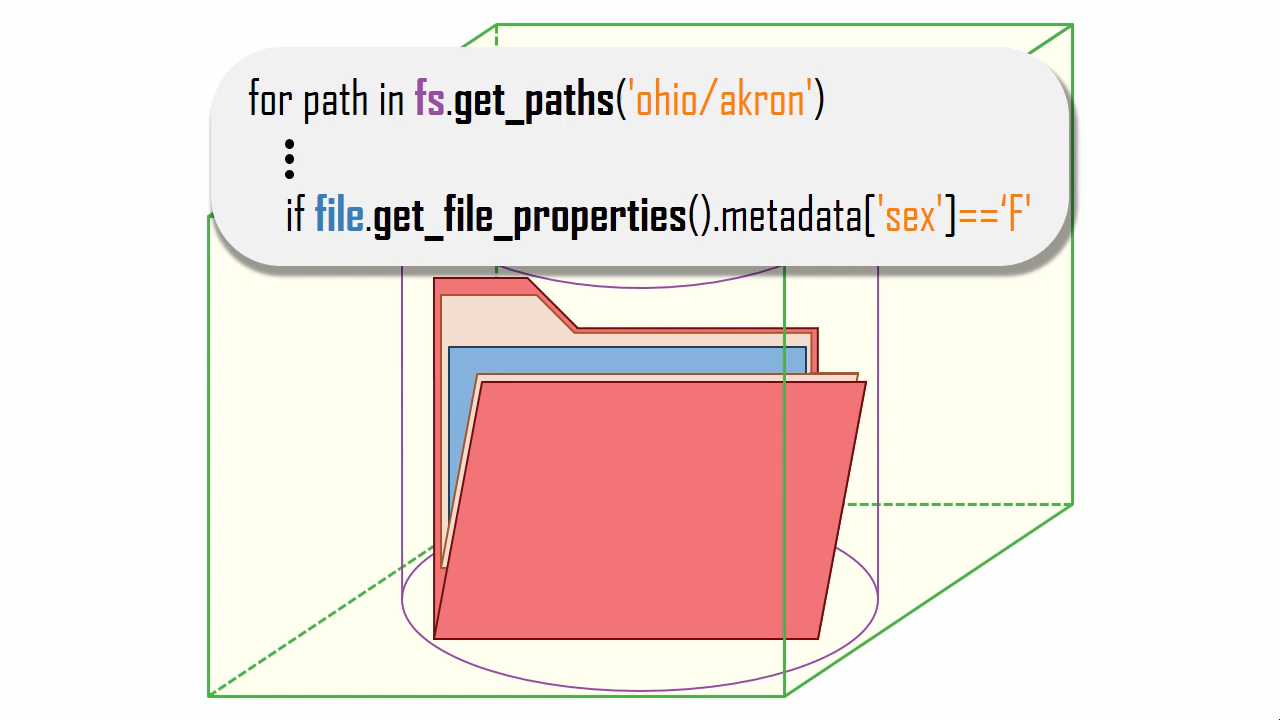 for path in fs.get_paths('ohio/akron')
if file.get_file_properties().metadata['sex']==‘F'